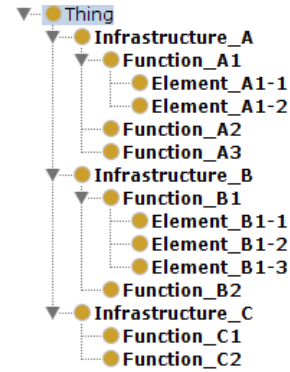 Thing
Infrastructure_A
Function_A1
Element_A1-1
Element_A1-2
Function_A2
Function_A3
Infrastructure_B
Function_B1
Element_B1-1
Element_B1-2
Element_B1-3
Function_B2
Infrastructure_C
Function_C1
Function_C2